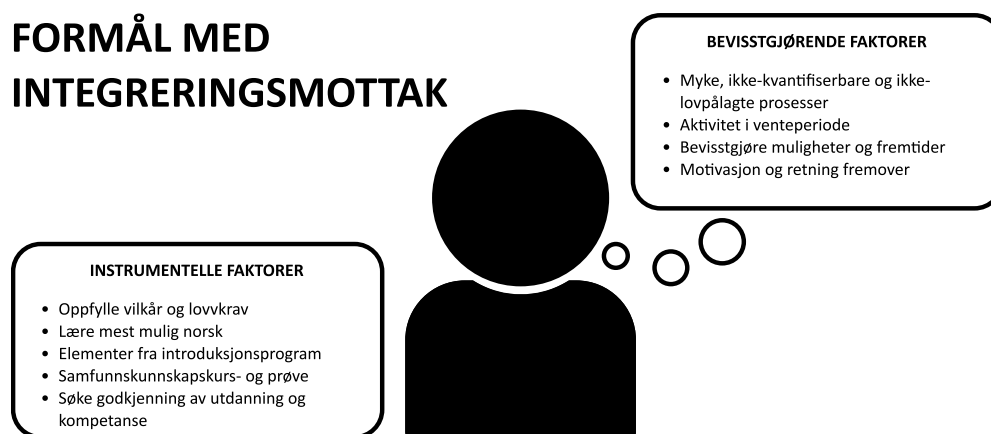 FORMÅL MED
INTEGRERINGSMOTTAK
BEVISSTGJØRENDE FAKTORER
• Myke, ikke-kvantifiserbare og ikke-
lovpålagte prosesser
• Aktivitet i venteperiode
• Bevisstgjøre muligheter og fremtider
• Motivasjon og retning fremover
INSTRUMENTELLE FAKTORER
• Oppfylle vilkår og lovvkrav
• Lære mest mulig norsk
• Elementer fra introduksjonsprogram
• Samfunnskunnskapskurs- og prøve
• Søke godkjenning av utdanning og
kompetanse